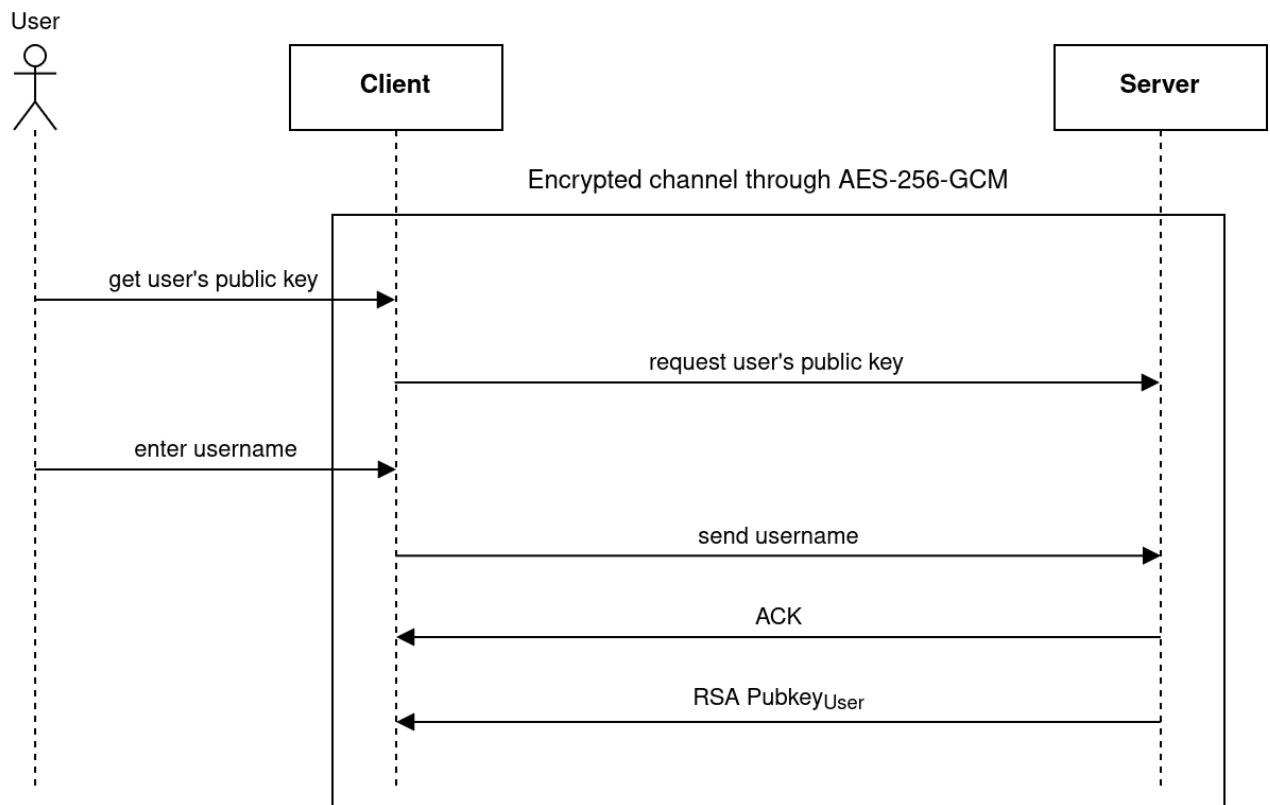 User
Client
Server
Encrypted channel through AES-256-GCM
get user's public key
request user's public key
enter username
send username
ACK
RSA PubkeyUser